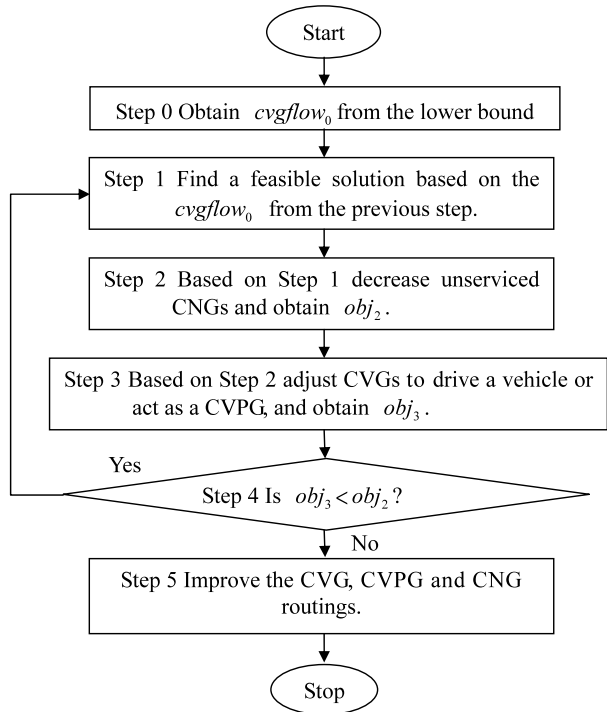 Start
Step 0 Obtain cvgflow₀ from the lower bound
Step 1 Find a feasible solution based on the
cvgflow₀ from the previous step.
Step 2 Based on Step 1 decrease unserviced
CNGs and obtain obj₂.
Step 3 Based on Step 2 adjust CVGs to drive a vehicle or
act as a CVPG, and obtain obj₃.
Yes
Step 4 Is obj₃<obj₂?
No
Step 5 Improve the CVG, CVPG and CNG
routings.
Stop